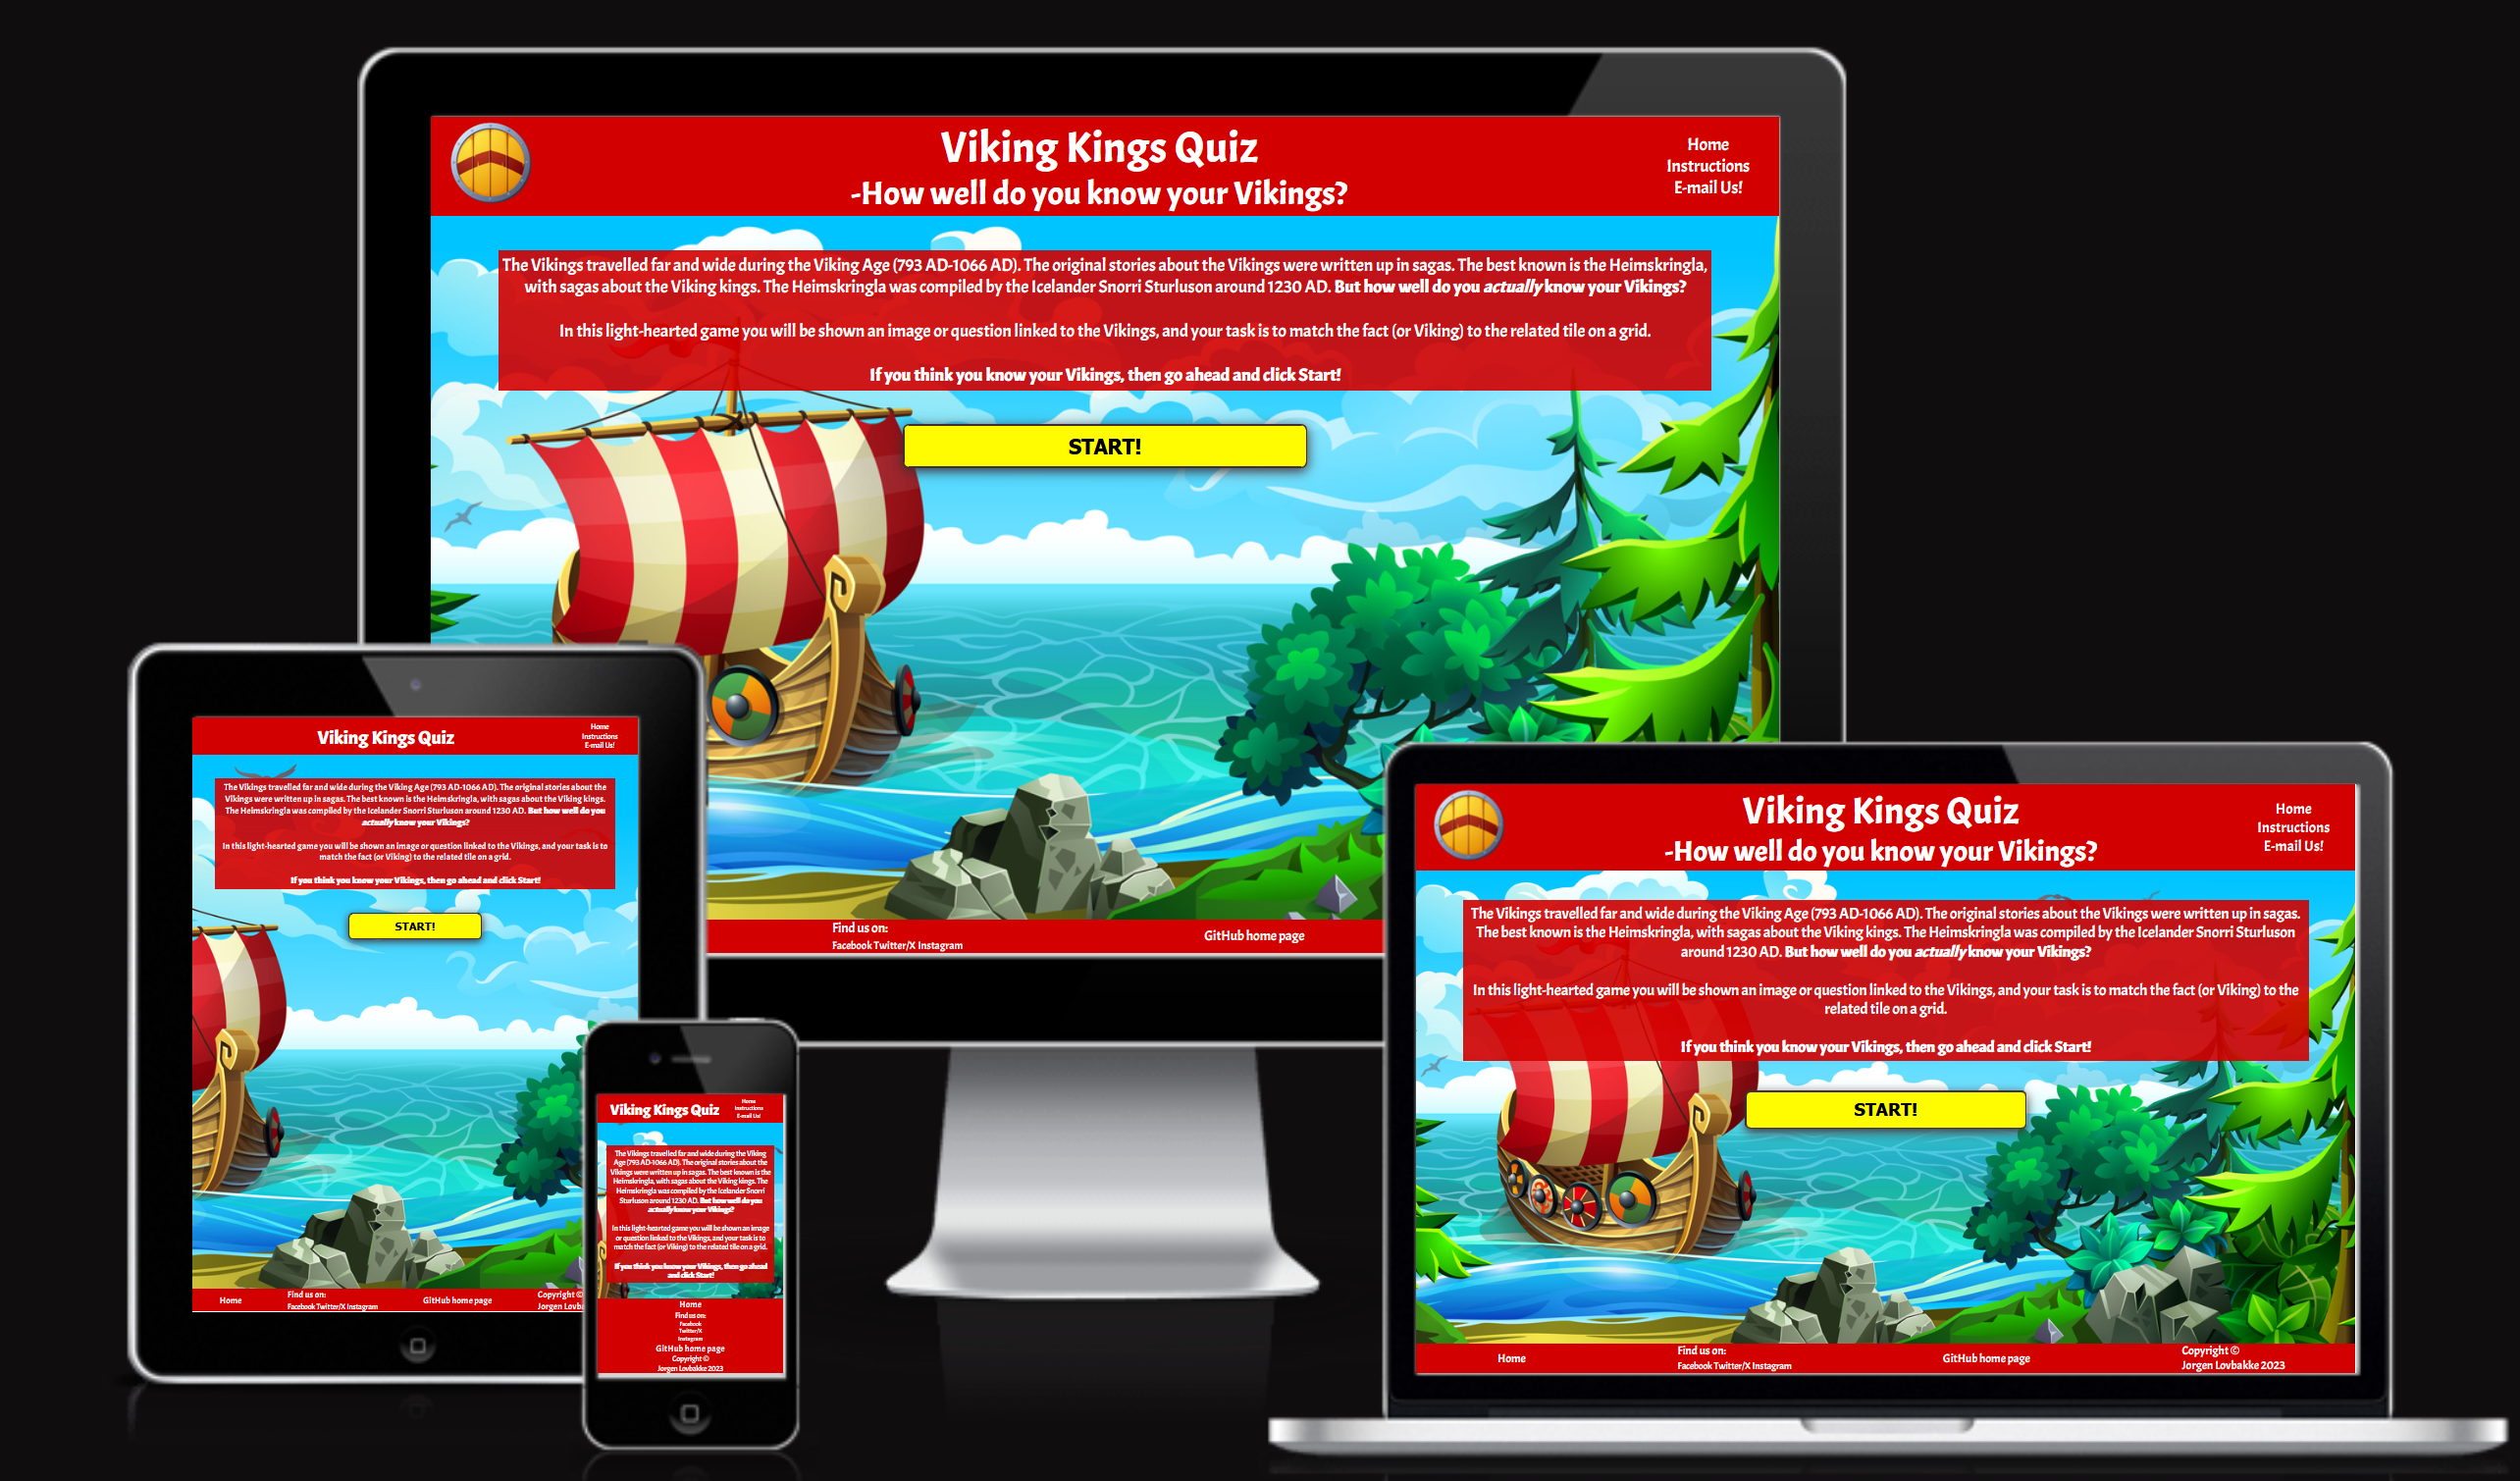 Viking Kings Quiz
-How well do you know your Vikings?
Home
Instructions
E-mail Us!
The Vikings travelled far and wide during the Viking Age (793 AD-1066 AD). The original stories about the Vikings were written up in sagas. The best known is the Heimskringla,
with sagas about the Viking kings. The Heimskringla was compiled by the Icelander Snorri Sturluson around 1230 AD. But how well do you actually know your Vikings?
In this light-hearted game you will be shown an image or question linked to the Vikings, and your task is to match the fact (or Viking) to the related tile on a grid.
If you think you know your Vikings, then go ahead and click Start!
START!
Find us on:
Facebook Twitter/X Instagram
GitHub home page
Viking Kings Quiz
Home
Instructions
E-mail Us!
The Vikings travelled far and wide during the Viking Age (793 AD-1066 AD). The original stories about the
Vikings were written up in sagas. The best known is the Heimskringla, with sagas about the Viking kings.
The Heimskringla was compiled by the Icelander Snorri Sturluson around 1230 AD. But how well do you
actually know your Vikings?
In this light-hearted game you will be shown an image or question linked to the Vikings, and your task is to
match the fact (or Viking) to the related tile on a grid.
If you think you know your Vikings, then go ahead and click Start!
START!
Home
Find us on:
Facebook Twitter/X Instagram
GitHub home page
Copyright ©
Jorgen Lovba
Viking Kings Quiz
Home
Instructions
E-mail Us!
The Vikings travelled far and wide during the Viking
Age (793 AD-1066 AD). The original stories about the
Vikings were written up in sagas. The best known is the
Heimskringla, with sagas about the Viking kings. The
Heimskringla was compiled by the Icelander Snorri
Sturluson around 1230 AD. But how well do you
actually know your Vikings?
In this light-hearted game you will be shown an image
or question linked to the Vikings, and your task is to
match the fact (or Viking) to the related tile on a grid.
If you think you know your Vikings, then go ahead
and click Start!
Home
Find us on:
Facebook
Twitter/X
Instagram
GitHub home page
Copyright ©
Jorgen Lovbakke 2023
Viking Kings Quiz
-How well do you know your Vikings?
Home
Instructions
E-mail Us!
The Vikings travelled far and wide during the Viking Age (793 AD-1066 AD). The original stories about the Vikings were written up in sagas.
The best known is the Heimskringla, with sagas about the Viking kings. The Heimskringla was compiled by the Icelander Snorri Sturluson
around 1230 AD. But how well do you actually know your Vikings?
In this light-hearted game you will be shown an image or question linked to the Vikings, and your task is to match the fact (or Viking) to the
related tile on a grid.
If you think you know your Vikings, then go ahead and click Start!
START!
Home
Find us on:
Facebook Twitter/X Instagram
GitHub home page
Copyright ©
Jorgen Lovbakke 2023